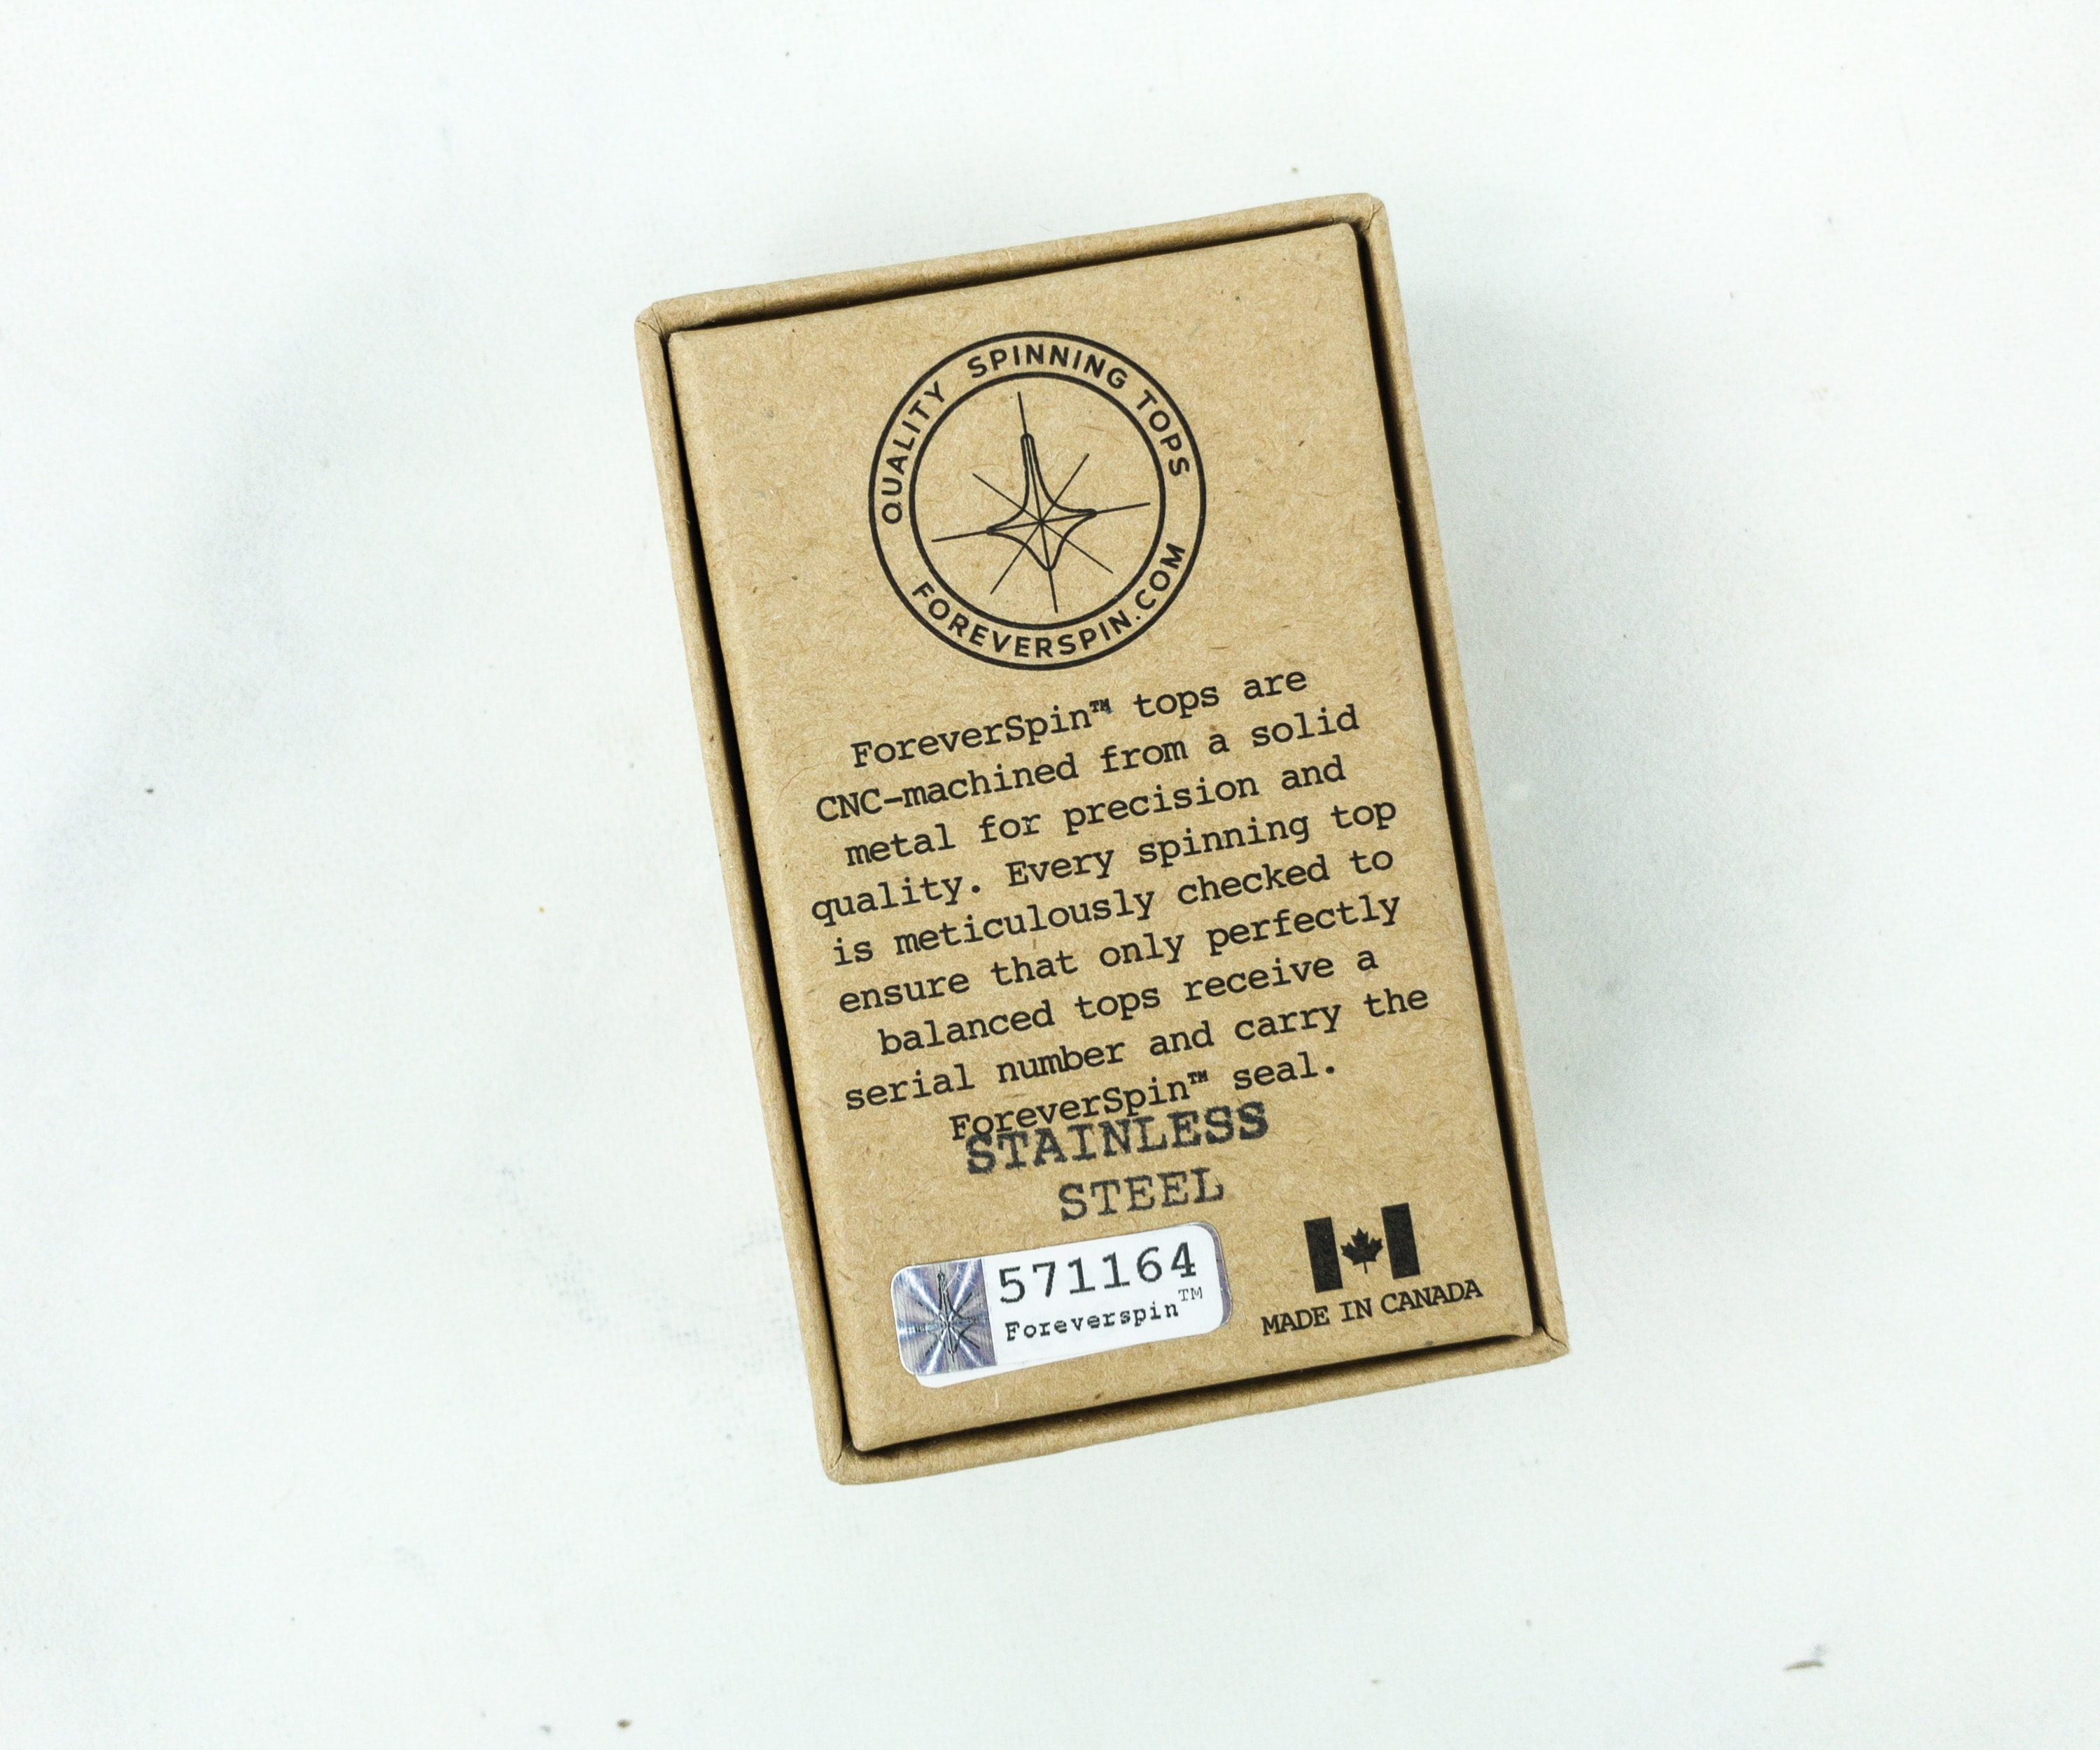 QUALITY SPINNING TOPS
FOREVERSPIN.COM
ForeverSpin™ tops are
CNC-machined from a solid
metal for precision and
quality. Every spinning top
is meticulously checked to
ensure that only perfectly
balanced tops receive a
serial number and carry the
ForeverSpin™ seal.
STAINLESS
STEEL
571164
Foreverspin™
MADE IN CANADA